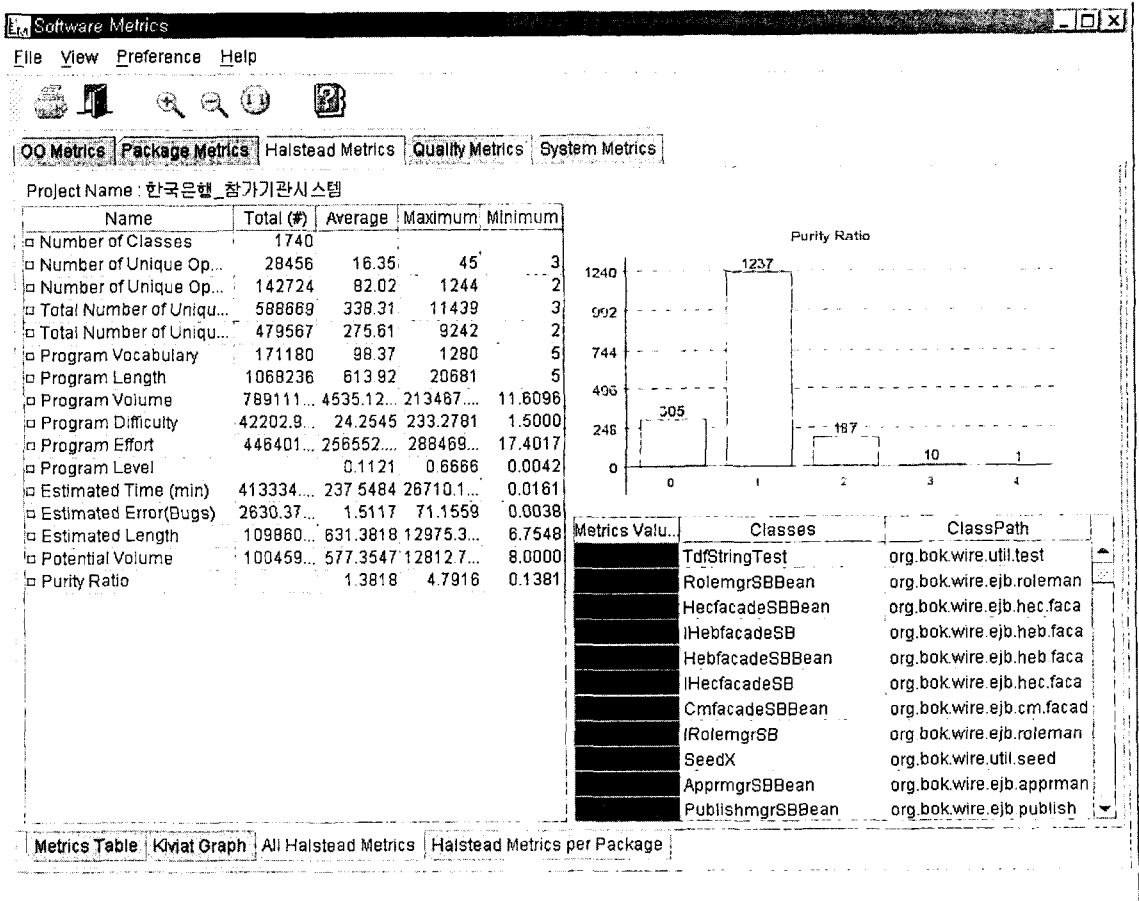 Software Metrics
File View Preference Help
OO Metrics Package Metrics Halstead Metrics Quality Metrics System Metrics
Project Name : 한국은행_참가기관시스템
Name Total (#) Average Maximum Minimum
Number of Classes 1740
Number of Unique Op... 28456 16.35 45 3
Number of Unique Op... 142724 82.02 1244 2
Total Number of Uniqu... 588669 338.31 11439 3
Total Number of Uniqu... 479567 275.61 9242 2
Program Vocabulary 171180 98.37 1280 5
Program Length 1068236 613.92 20681 5
Program Volume 789111... 4535.12... 213467.... 11.6096
Program Difficulty 42202.9... 24.2545 233.2781 1.5000
Program Effort 446401... 256552.... 288469... 17.4017
Program Level 0.1121 0.6666 0.0042
Estimated Time (min) 413334.... 237.5484 26710.1... 0.0161
Estimated Error(Bugs) 2630.37... 1.5117 71.1559 0.0038
Estimated Length 109860... 631.3818 12975.3... 6.7548
Potential Volume 100459... 577.3547 12812.7... 8.0000
Purity Ratio 1.3818 4.7916 0.1381
Purity Ratio
1240
992
744
496
248
0
305 1237 187 10 1
0 1 2 3 4
Metrics Valu... Classes ClassPath
TdfStringTest org.bok.wire.util.test
RolemgrSBBean org.bok.wire.ejb.roleman
HecfacadeSBBean org.bok.wire.ejb.hec.faca
IHebfacadeSB org.bok.wire.ejb.heb.faca
HebfacadeSBBean org.bok.wire.ejb.heb.faca
IHecfacadeSB org.bok.wire.ejb.hec.faca
CmfacadeSBBean org.bok.wire.ejb.cm.facad
IRolemgrSB org.bok.wire.ejb.roleman
SeedX org.bok.wire.util.seed
ApprmgrSBBean org.bok.wire.ejb.apprman
PublishmgrSBBean org.bok.wire.ejb.publish
Metrics Table Kiviat Graph All Halstead Metrics Halstead Metrics per Package